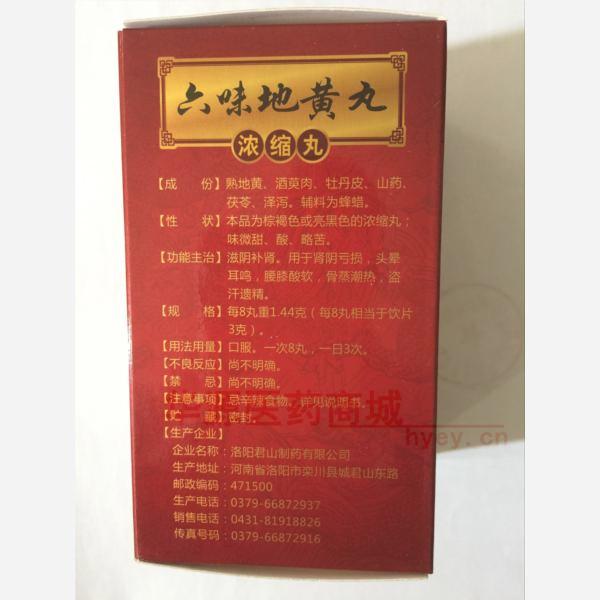 六味地黄丸
浓缩丸
【成 份】熟地黄、酒萸肉、牡丹皮、山药、
茯苓、泽泻。辅料为蜂蜡。
【性 状】本品为棕褐色或亮黑色的浓缩丸；
味微甜、酸、略苦。
【功能主治】滋阴补肾。用于肾阴亏损，头晕
耳鸣，腰膝酸软，骨蒸潮热，盗
汗遗精。
【规 格】每8丸重1.44克（每8丸相当于饮片
3克）。
【用法用量】口服。一次8丸，一日3次。
【不良反应】尚不明确。
【禁 忌】尚不明确。
【注意事项】忌辛辣食物。详见说明书。
【贮 藏】密封。
【生产企业】
企业名称：洛阳君山制药有限公司
生产地址：河南省洛阳市栾川县城君山东路
邮政编码：471500
生产电话：0379-66872937
销售电话：0431-81918826
传真号码：0379-66872916
医药商城
hyey.cn